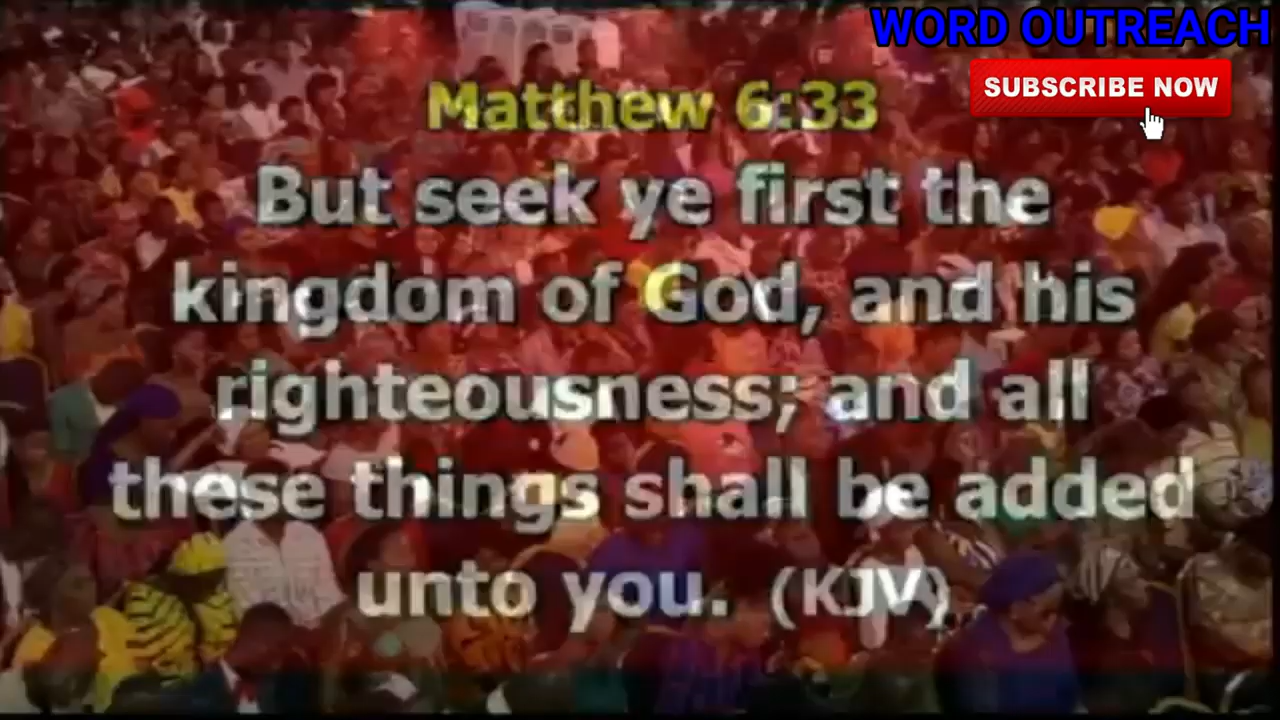 WORD OUTREACH
SUBSCRIBE NOW
Matthew 6:33
But seek ye first the
kingdom of God, and his
righteousness; and all
these things shall be added
unto you. (KJV)